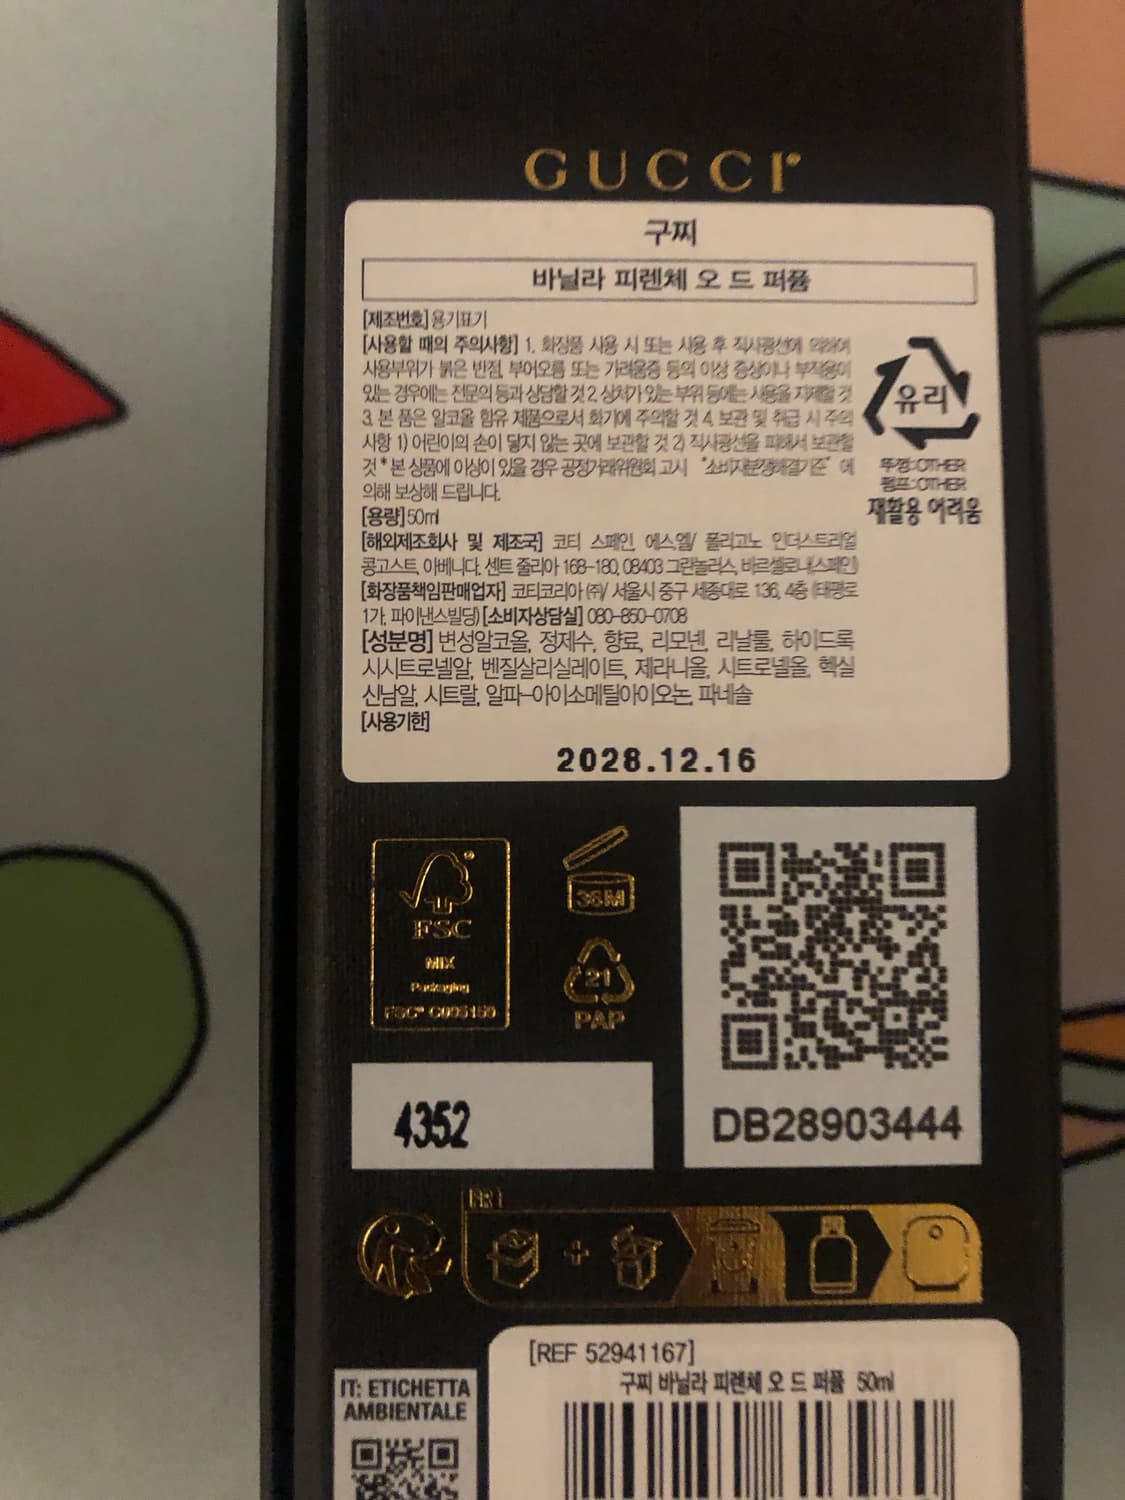 GUCCI
구찌
바닐라 피렌체 오 드 퍼퓸
[제조번호]용기표기
[사용할 때의 주의사항] 1. 화장품 사용 시 또는 사용 후 직사광선에 의하여
사용부위가 붉은 반점, 부어오름 또는 가려움증 등의 이상 증상이나 부작용이
있는 경우에는 전문의 등과 상담할 것 2. 상처가 있는 부위 등에는 사용을 자제할 것
3. 본 품은 알코올 함유 제품으로서 화기에 주의할 것 4. 보관 및 취급 시 주의
사항 1) 어린이의 손이 닿지 않는 곳에 보관할 것 2) 직사광선을 피해서 보관할
것 * 본 상품에 이상이 있을 경우 공정거래위원회 고시 "소비자분쟁해결기준" 에
의해 보상해 드립니다.
유리
뚜껑:OTHER
펌프:OTHER
재활용 어려움
[용량]50ml
[해외제조회사 및 제조국] 코티 스페인, 에스.엘/ 폴리고노 인더스트리얼
콩고스트, 아베니다, 센트 줄리아 168-180, 08403 그란놀러스, 바르셀로나(스페인)
[화장품책임판매업자] 코티코리아 ㈜/ 서울시 중구 세종대로 136, 4층 (태평로
1가, 파이낸스빌딩) [소비자상담실] 080-850-0708
[성분명] 변성알코올, 정제수, 향료, 리모넨, 리날룰, 하이드록
시시트로넬알, 벤질살리실레이트, 제라니올, 시트로넬올, 헥실
신남알, 시트랄, 알파-아이소메틸아이오논, 파네솔
[사용기한]
2028.12.16
FSC
MIX
Packaging
FSC® C095150
36M
21
PAP
DB28903444
4352
FR
[REF 52941167]
구찌 바닐라 피렌체 오 드 퍼퓸 50ml
IT: ETICHETTA
AMBIENTALE